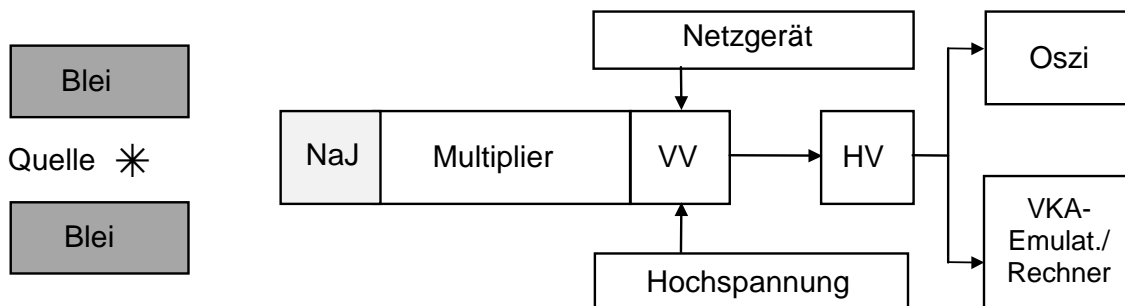 Netzgerät
Oszi
Blei
NaJ
Multiplier
VV
HV
Quelle
Blei
VKA-
Emulat./
Rechner
Hochspannung